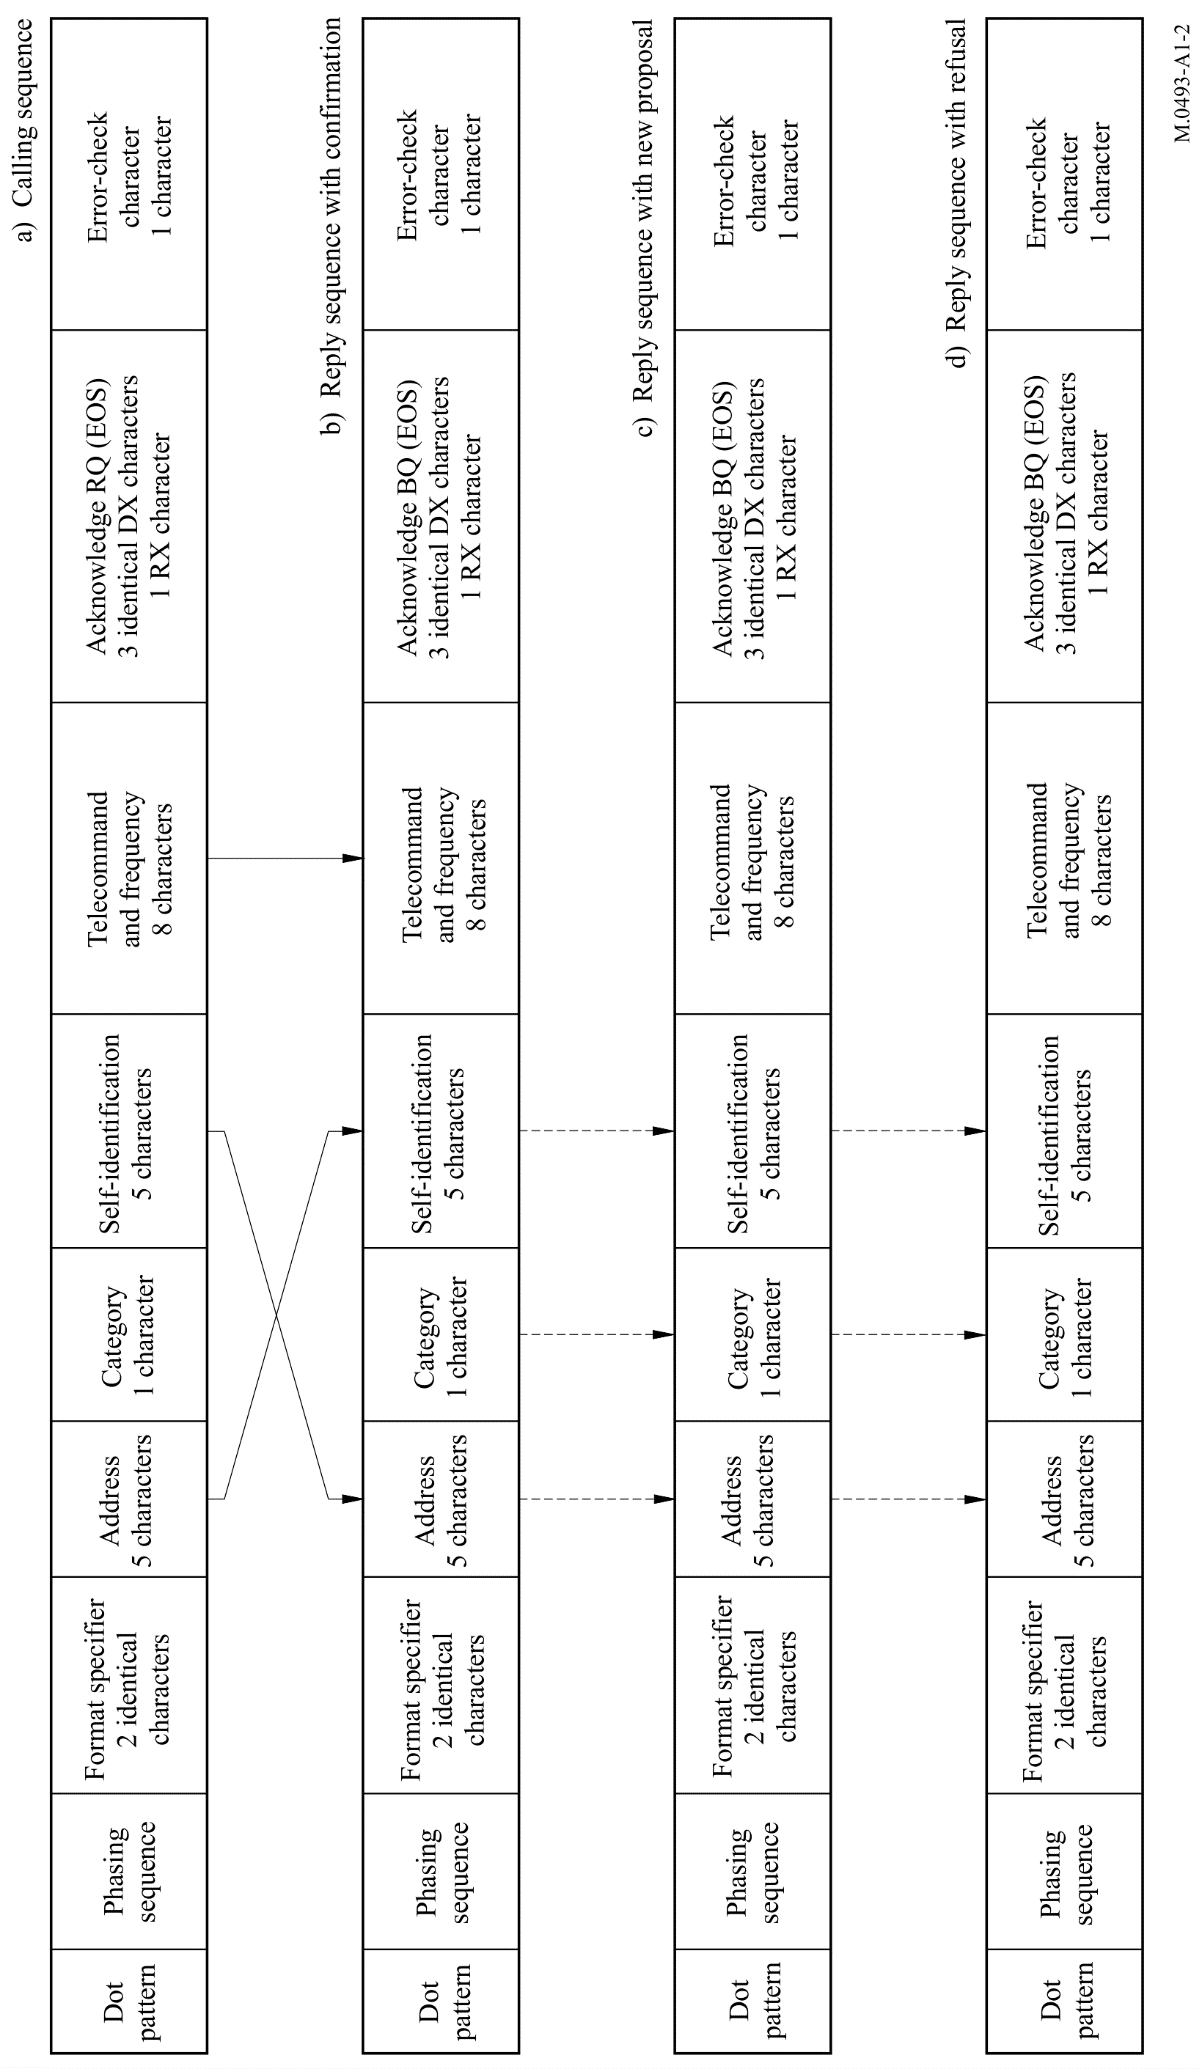 Dot
pattern
Phasing
sequence
Format specifier
2 identical
characters
Address
5 characters
Category
1 character
Self-identification
5 characters
Telecommand
and frequency
8 characters
Acknowledge RQ (EOS)
3 identical DX characters
1 RX character
Error-check
character
1 character
a) Calling sequence
Dot
pattern
Phasing
sequence
Format specifier
2 identical
characters
Address
5 characters
Category
1 character
Self-identification
5 characters
Telecommand
and frequency
8 characters
Acknowledge BQ (EOS)
3 identical DX characters
1 RX character
Error-check
character
1 character
b) Reply sequence with confirmation
Dot
pattern
Phasing
sequence
Format specifier
2 identical
characters
Address
5 characters
Category
1 character
Self-identification
5 characters
Telecommand
and frequency
8 characters
Acknowledge BQ (EOS)
3 identical DX characters
1 RX character
Error-check
character
1 character
c) Reply sequence with new proposal
Dot
pattern
Phasing
sequence
Format specifier
2 identical
characters
Address
5 characters
Category
1 character
Self-identification
5 characters
Telecommand
and frequency
8 characters
Acknowledge BQ (EOS)
3 identical DX characters
1 RX character
Error-check
character
1 character
d) Reply sequence with refusal
M.0493-A1-2